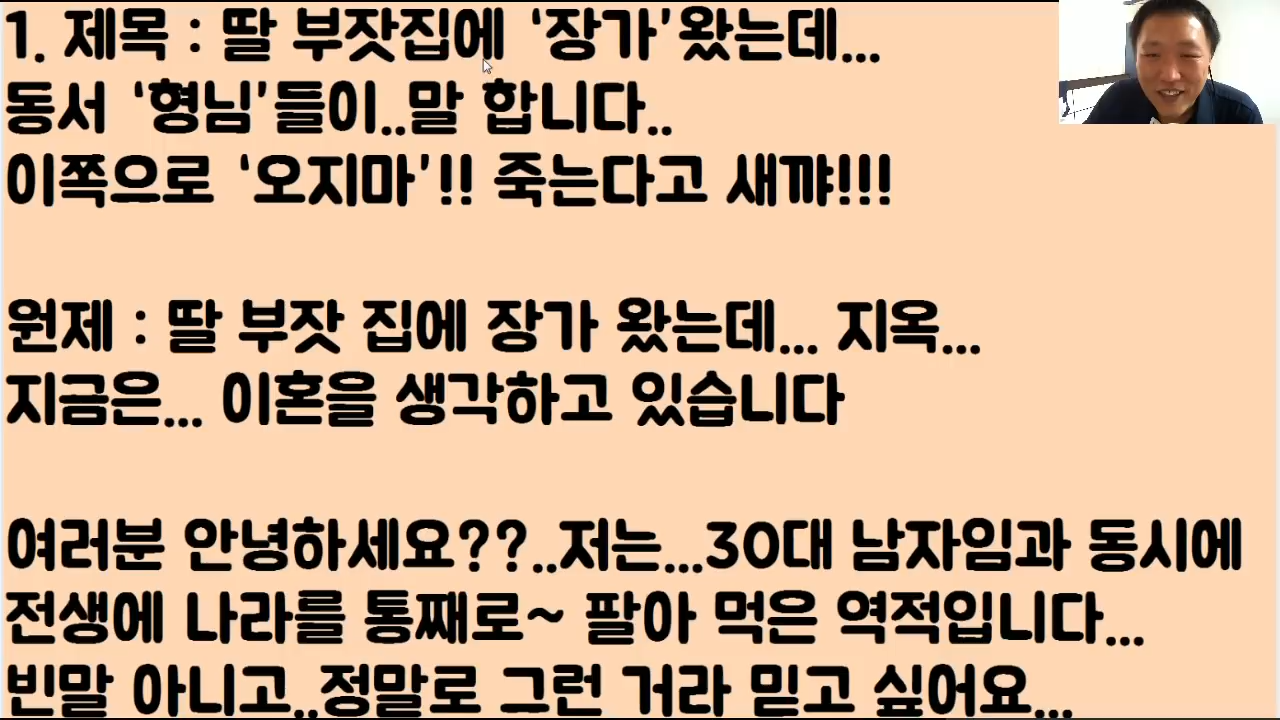 1. 제목 : 딸 부잣집에 ‘장가’왔는데...
동서 ‘형님’들이..말 합니다..
이쪽으로 ‘오지마’!! 죽는다고 새꺄!!!
원제 : 딸 부잣 집에 장가 왔는데... 지옥...
지금은... 이혼을 생각하고 있습니다
여러분 안녕하세요??..저는...30대 남자임과 동시에
전생에 나라를 통째로~ 팔아 먹은 역적입니다...
빈말 아니고..정말로 그런 거라 믿고 싶어요...